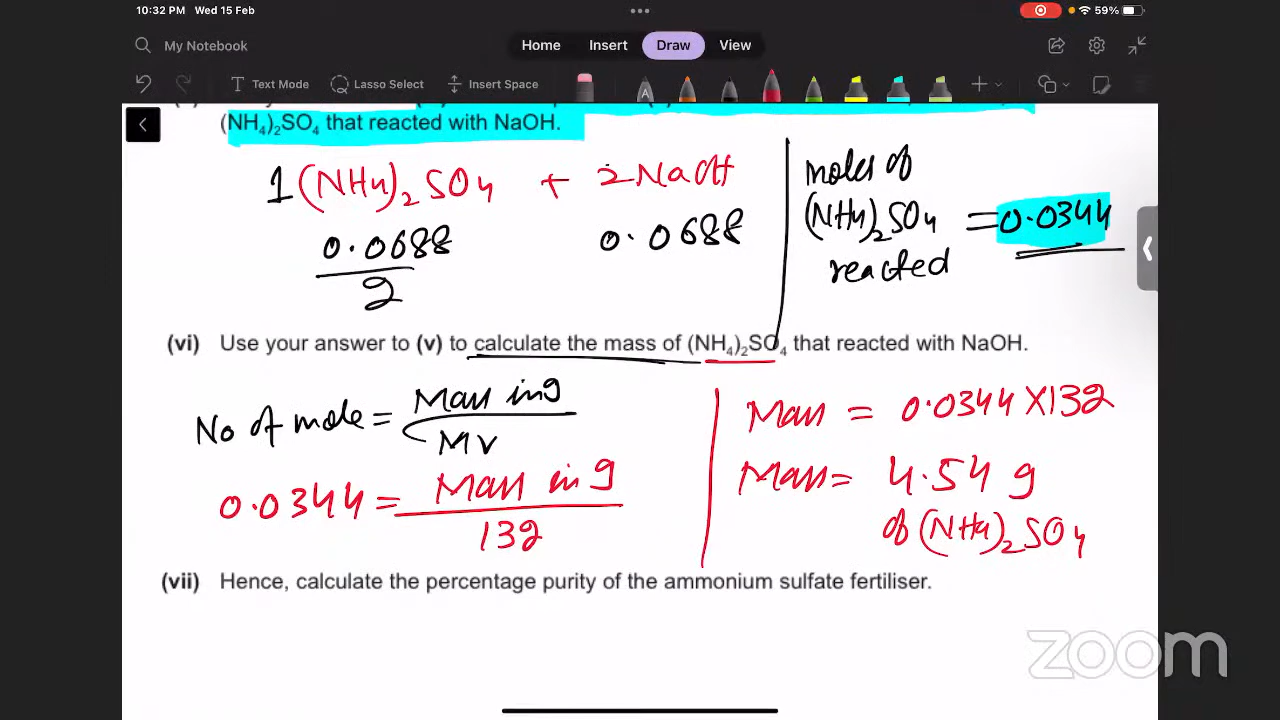 10:32 PM Wed 15 Feb
59%
My Notebook
Home Insert Draw View
Text Mode Lasso Select Insert Space
(NH₄)₂SO₄ that reacted with NaOH.
1(NH4)₂SO4 + 2NaOH
0.0688 0.0688
2
moles of
(NH4)₂SO4 = 0.0344
reacted
(vi) Use your answer to (v) to calculate the mass of (NH₄)₂SO₄ that reacted with NaOH.
No of mole = Mass in g
Mr
0.0344 = Mass in g
132
Mass = 0.0344 X132
Mass = 4.54 g
of (NH4)₂SO4
(vii) Hence, calculate the percentage purity of the ammonium sulfate fertiliser.
zoom